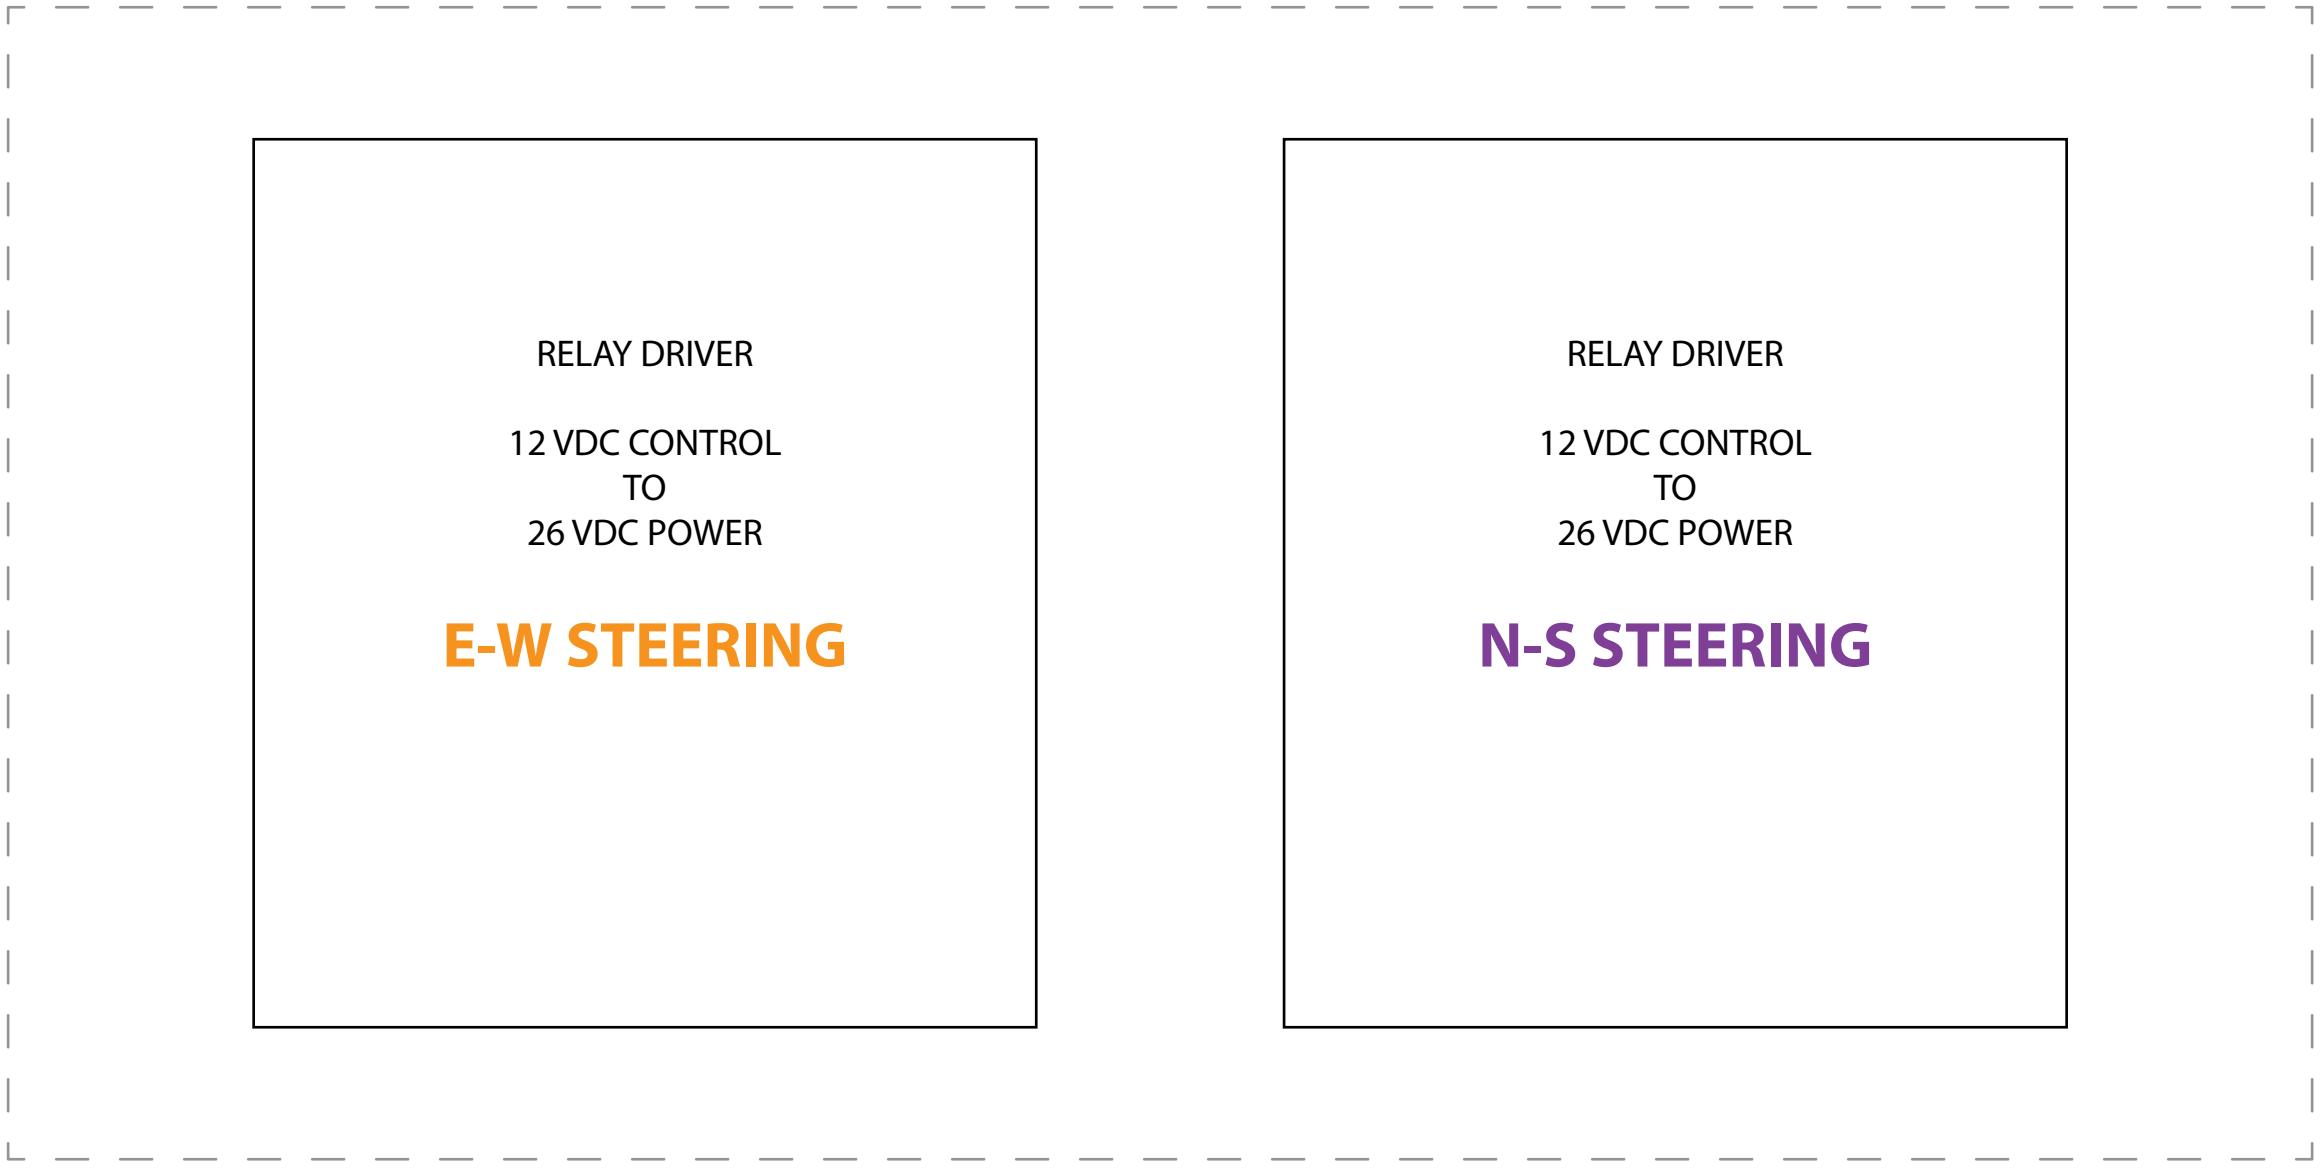 RELAY DRIVER
12 VDC CONTROL
TO
26 VDC POWER
E-W STEERING
RELAY DRIVER
12 VDC CONTROL
TO
26 VDC POWER
N-S STEERING